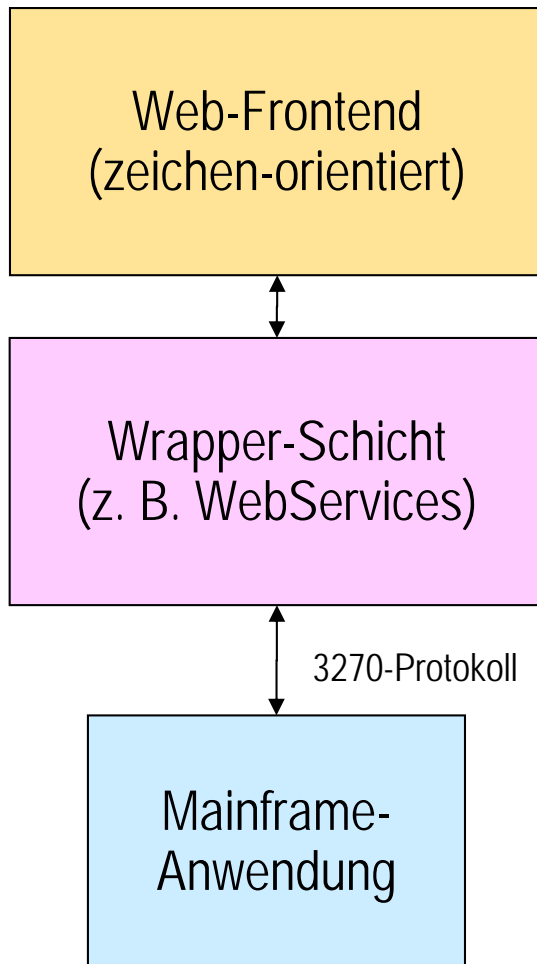 Web-Frontend
(zeichen-orientiert)
Wrapper-Schicht
(z. B. WebServices)
3270-Protokoll
Mainframe-
Anwendung